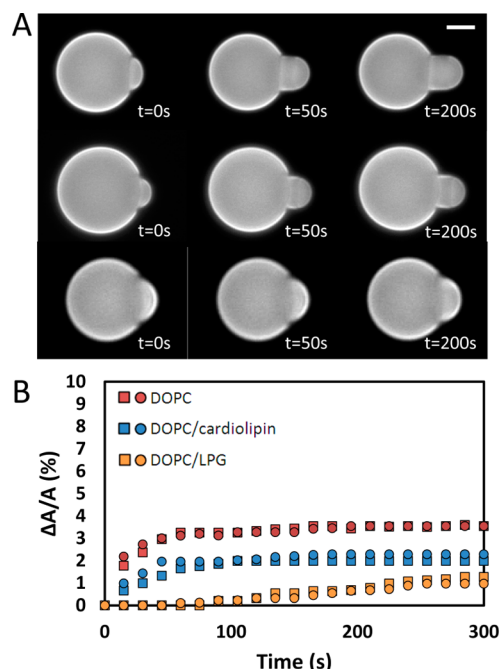 A
t=0s t=50s t=200s
t=0s t=50s t=200s
t=0s t=50s t=200s
B
10
9
8
7
6
5
4
3
2
1
0
ΔA/A (%)
DOPC
DOPC/cardiolipin
DOPC/LPG
0 100 200 300
Time (s)